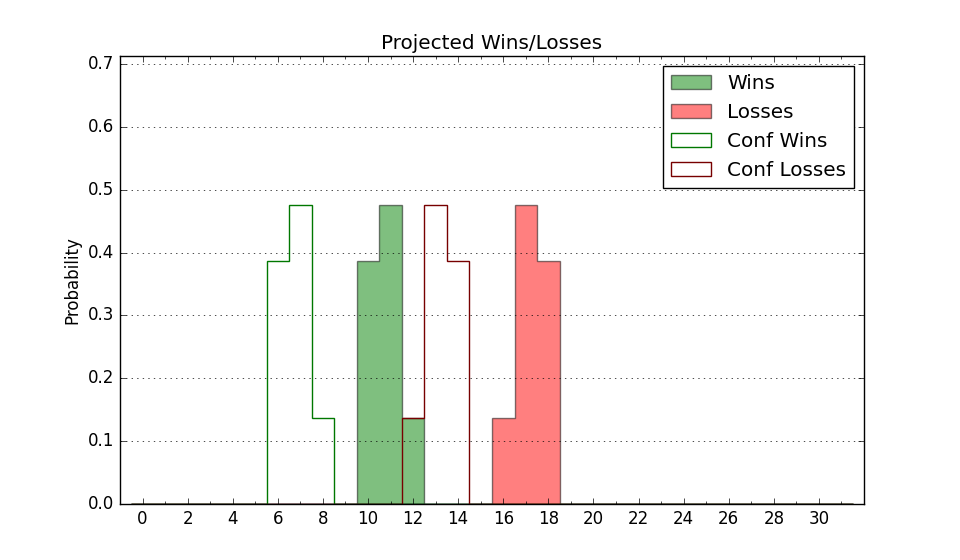 Projected Wins/Losses
0.7
0.6
0.5
0.4
0.3
0.2
0.1
0.0
Probability
Wins
Losses
Conf Wins
Conf Losses
0 2 4 6 8 10 12 14 16 18 20 22 24 26 28 30